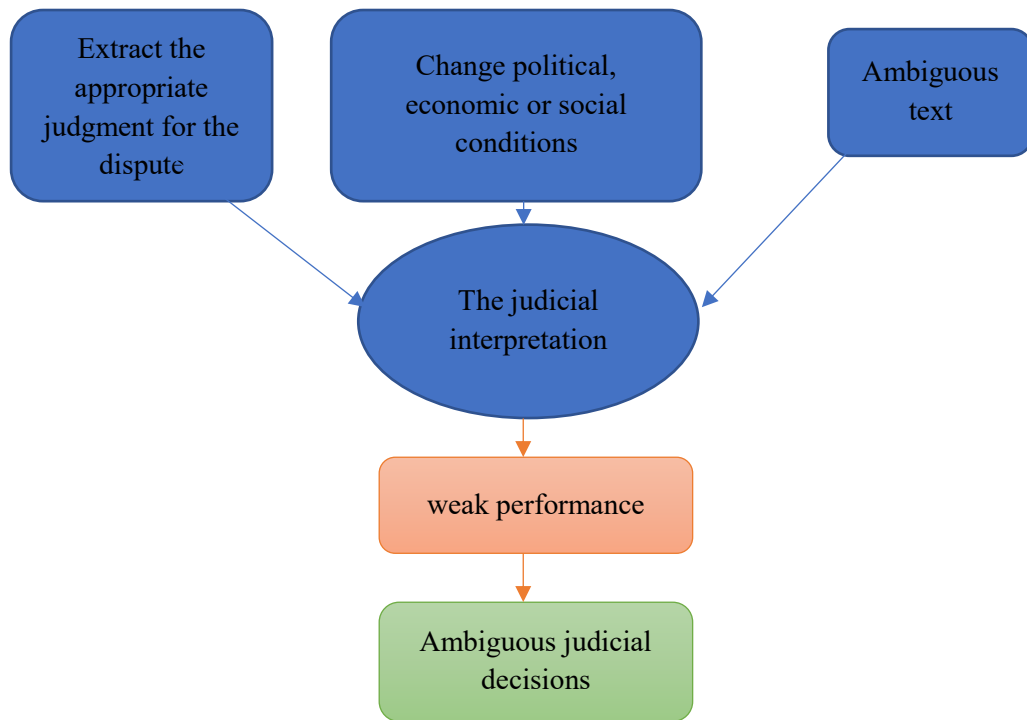 Extract the
appropriate
judgment for the
dispute
Change political,
economic or social
conditions
Ambiguous
text
The judicial
interpretation
weak performance
Ambiguous judicial
decisions